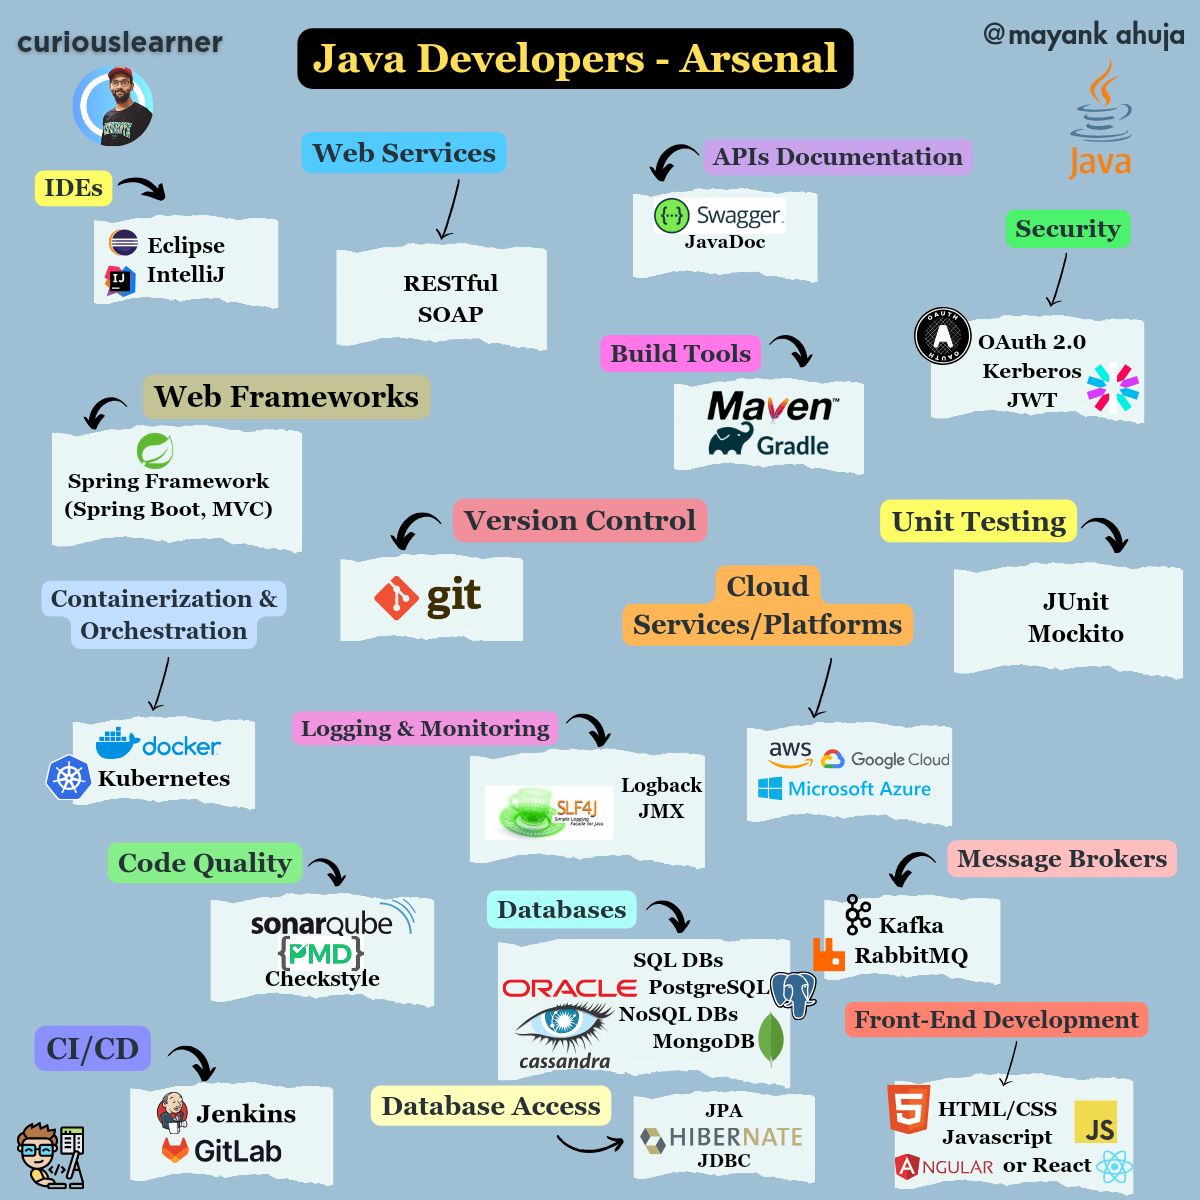 curiouslearner
Java Developers - Arsenal
@mayank ahuja
Java
IDEs
Eclipse
IJ
IntelliJ
Web Services
RESTful
SOAP
APIs Documentation
Swagger
JavaDoc
Security
OAUTH
A
OAUTH
OAuth 2.0
Kerberos
JWT
Build Tools
Maven™
Gradle
Web Frameworks
Spring Framework
(Spring Boot, MVC)
Version Control
git
Unit Testing
JUnit
Mockito
Containerization &
Orchestration
docker
Kubernetes
Cloud
Services/Platforms
aws
Google Cloud
Microsoft Azure
Logging & Monitoring
SLF4J
Simple Logging
Facade for Java
Logback
JMX
Code Quality
sonarqube
{PMD}
Checkstyle
Message Brokers
Kafka
RabbitMQ
Databases
SQL DBs
ORACLE PostgreSQL
NoSQL DBs
MongoDB
cassandra
Front-End Development
5
HTML/CSS
Javascript
JS
ANGULAR or React
CI/CD
Jenkins
GitLab
Database Access
JPA
HIBERNATE
JDBC